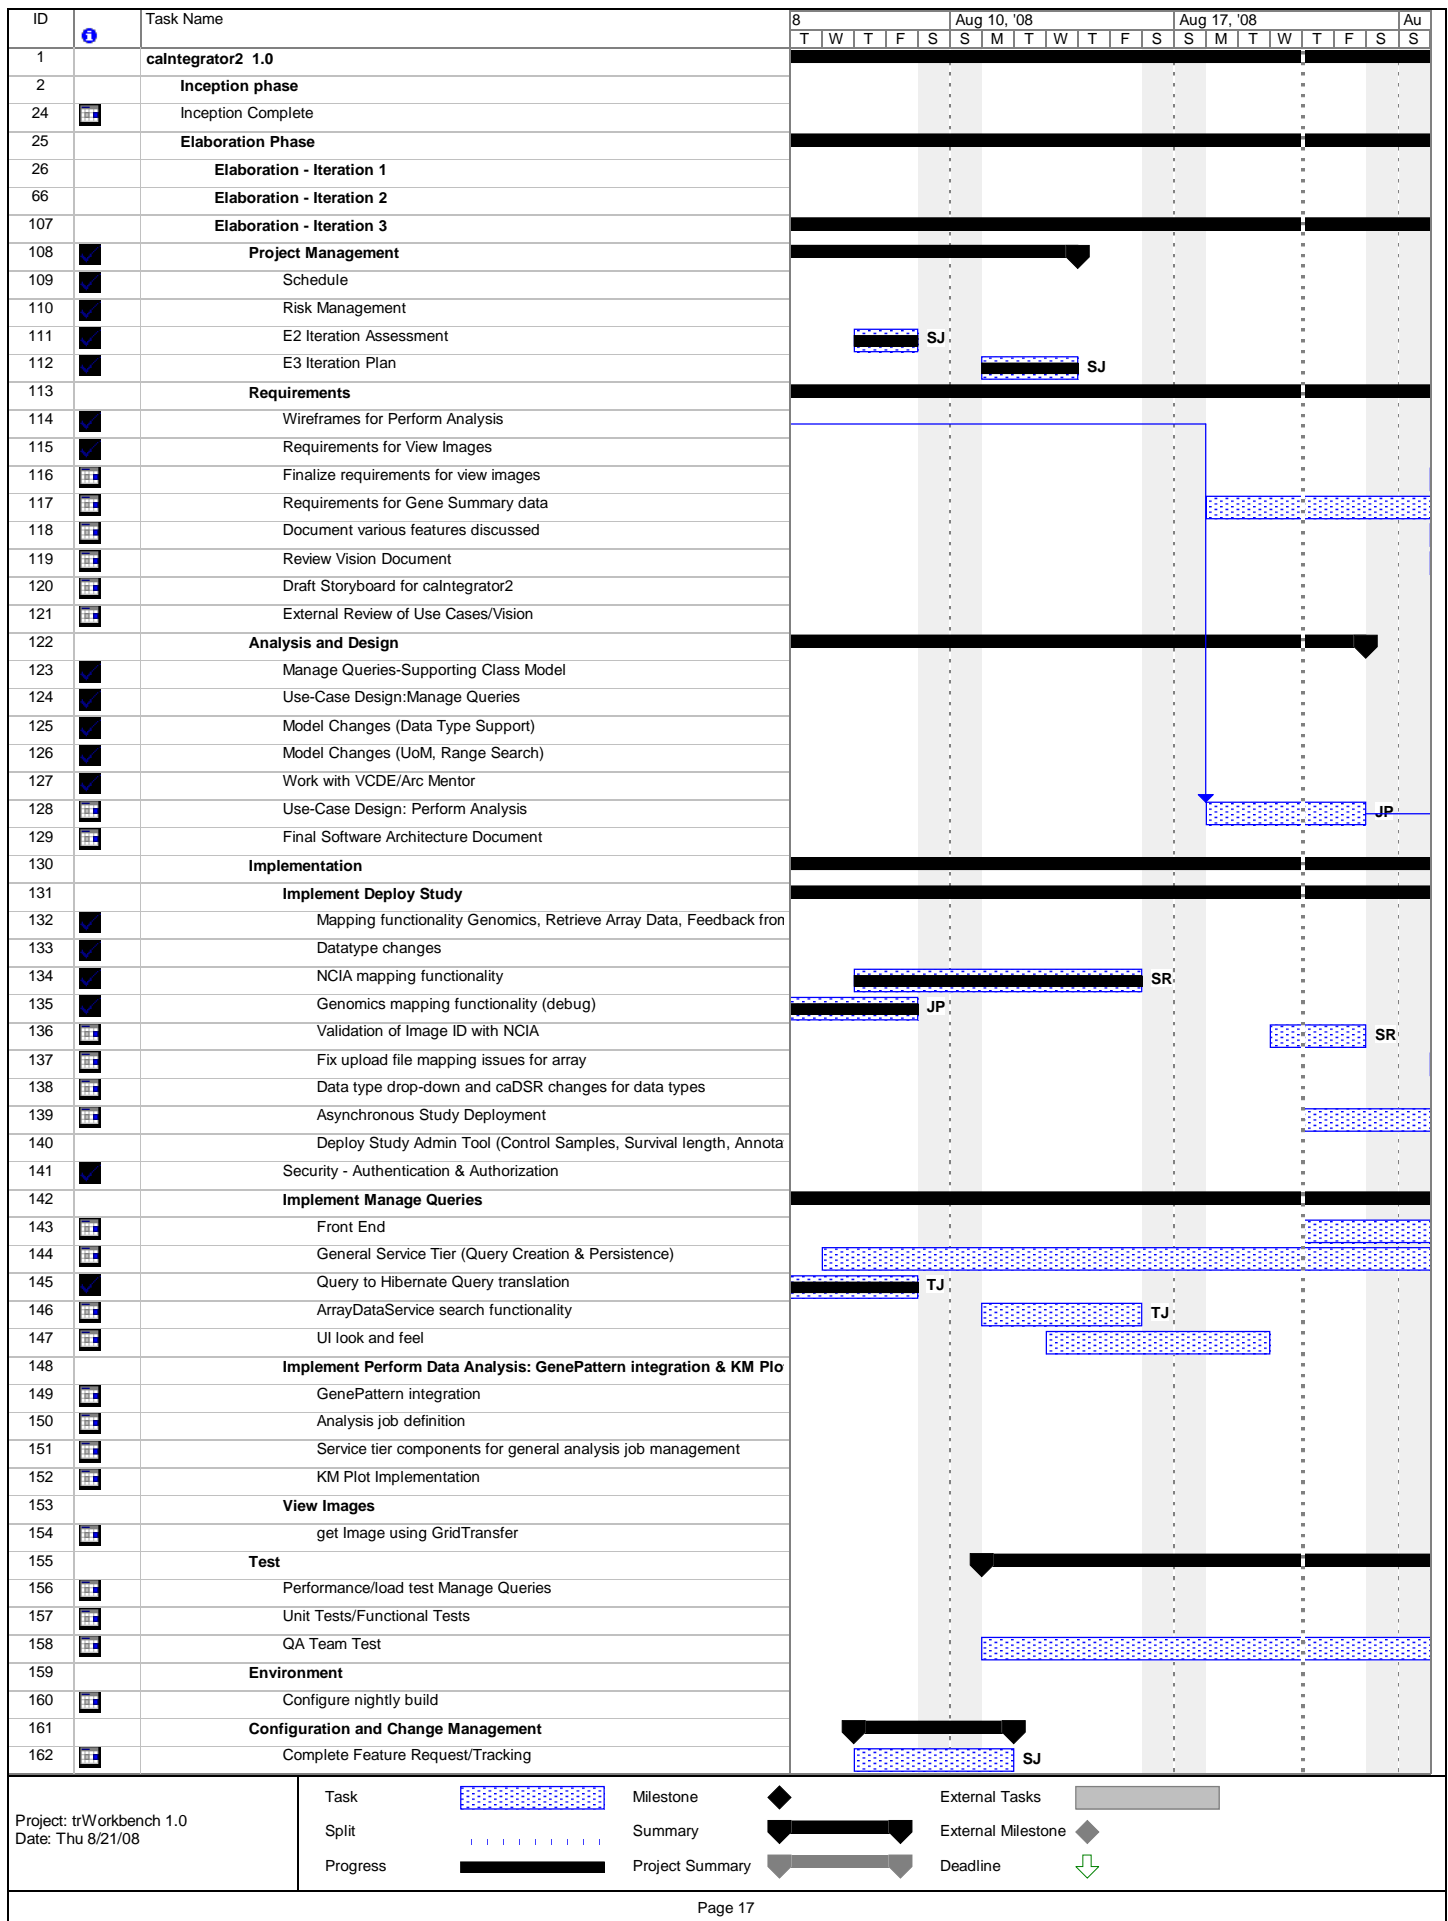 ID Task Name 8 Aug 10, '08 Aug 17, '08 Au
T W T F S S M T W T F S S M T W T F S S
1 caIntegrator2 1.0
2 Inception phase
24 Inception Complete
25 Elaboration Phase
26 Elaboration - Iteration 1
66 Elaboration - Iteration 2
107 Elaboration - Iteration 3
108 Project Management
109 Schedule
110 Risk Management
111 E2 Iteration Assessment SJ
112 E3 Iteration Plan SJ
113 Requirements
114 Wireframes for Perform Analysis
115 Requirements for View Images
116 Finalize requirements for view images
117 Requirements for Gene Summary data
118 Document various features discussed
119 Review Vision Document
120 Draft Storyboard for caIntegrator2
121 External Review of Use Cases/Vision
122 Analysis and Design
123 Manage Queries-Supporting Class Model
124 Use-Case Design:Manage Queries
125 Model Changes (Data Type Support)
126 Model Changes (UoM, Range Search)
127 Work with VCDE/Arc Mentor
128 Use-Case Design: Perform Analysis JP
129 Final Software Architecture Document
130 Implementation
131 Implement Deploy Study
132 Mapping functionality Genomics, Retrieve Array Data, Feedback from
133 Datatype changes
134 NCIA mapping functionality SR
135 Genomics mapping functionality (debug) JP
136 Validation of Image ID with NCIA SR
137 Fix upload file mapping issues for array
138 Data type drop-down and caDSR changes for data types
139 Asynchronous Study Deployment
140 Deploy Study Admin Tool (Control Samples, Survival length, Annota
141 Security - Authentication & Authorization
142 Implement Manage Queries
143 Front End
144 General Service Tier (Query Creation & Persistence)
145 Query to Hibernate Query translation TJ
146 ArrayDataService search functionality TJ
147 UI look and feel
148 Implement Perform Data Analysis: GenePattern integration & KM Plo
149 GenePattern integration
150 Analysis job definition
151 Service tier components for general analysis job management
152 KM Plot Implementation
153 View Images
154 get Image using GridTransfer
155 Test
156 Performance/load test Manage Queries
157 Unit Tests/Functional Tests
158 QA Team Test
159 Environment
160 Configure nightly build
161 Configuration and Change Management
162 Complete Feature Request/Tracking SJ
Project: trWorkbench 1.0
Date: Thu 8/21/08
Task Milestone External Tasks
Split Summary External Milestone
Progress Project Summary Deadline
Page 17